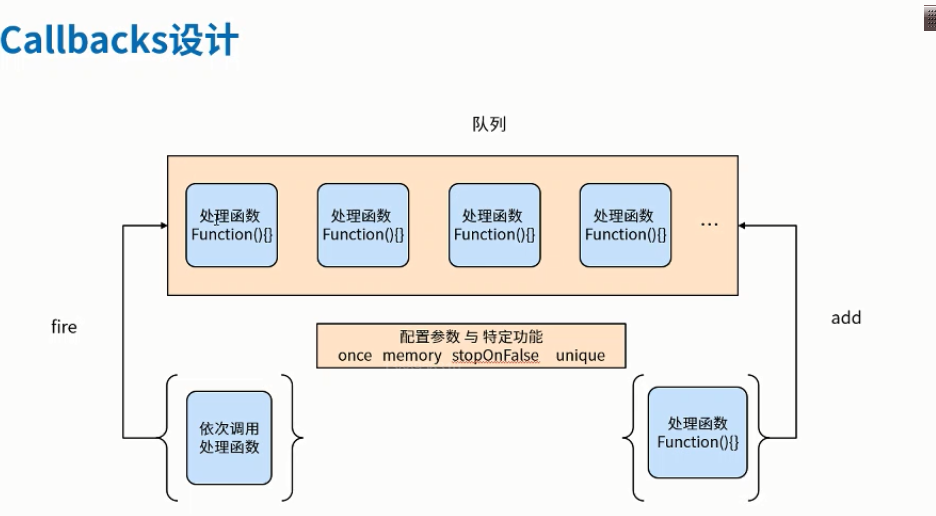 Callbacks设计
队列
处理函数
Function(){}
处理函数
Function(){}
处理函数
Function(){}
处理函数
Function(){}
...
fire
add
配置参数 与 特定功能
once memory stopOnFalse unique
依次调用
处理函数
处理函数
Function(){}